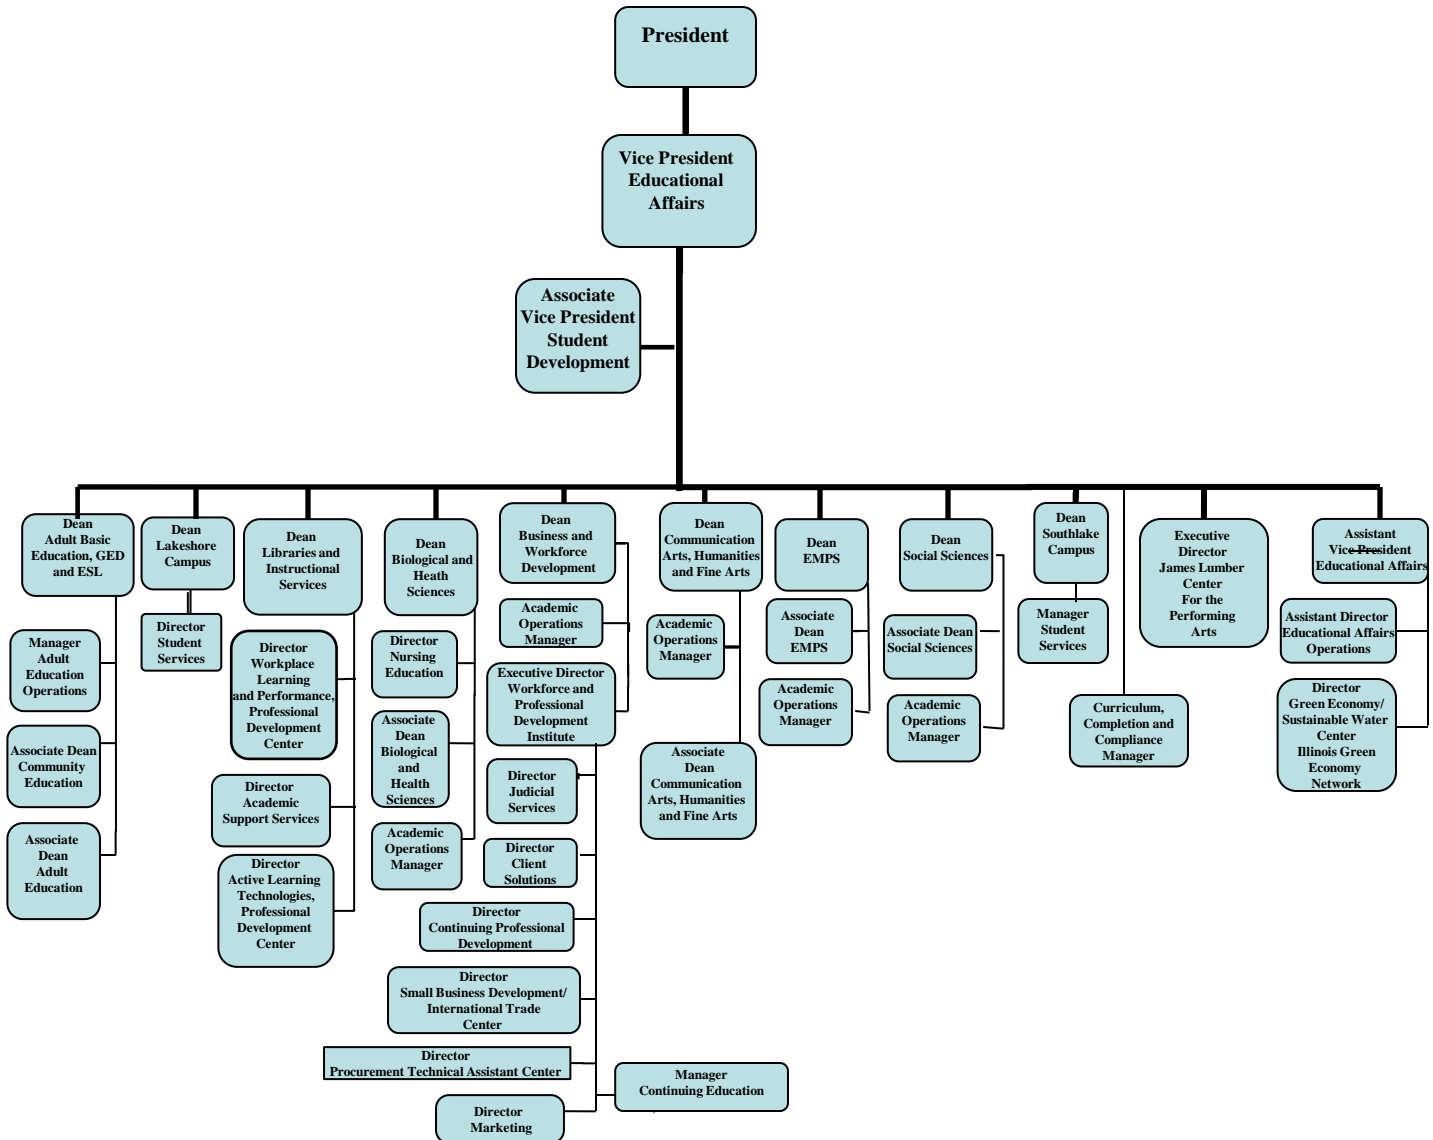 President
Vice President
Educational
Affairs
Associate
Vice President
Student
Development
Dean
Adult Basic
Education, GED
and ESL
Manager
Adult
Education
Operations
Associate Dean
Community
Education
Associate
Dean
Adult
Education
Dean
Lakeshore
Campus
Director
Student
Services
Dean
Libraries and
Instructional
Services
Director
Workplace
Learning
and Performance,
Professional
Development
Center
Director
Academic
Support Services
Director
Active Learning
Technologies,
Professional
Development
Center
Dean
Biological and
Heath
Sciences
Director
Nursing
Education
Associate
Dean
Biological
and
Health
Sciences
Academic
Operations
Manager
Dean
Business and
Workforce
Development
Academic
Operations
Manager
Executive Director
Workforce and
Professional
Development
Institute
Director
Judicial
Services
Director
Client
Solutions
Director
Continuing Professional
Development
Director
Small Business Development/
International Trade
Center
Director
Procurement Technical Assistant Center
Manager
Continuing Education
Director
Marketing
Dean
Communication
Arts, Humanities
and Fine Arts
Academic
Operations
Manager
Associate
Dean
Communication
Arts, Humanities
and Fine Arts
Dean
EMPS
Associate
Dean
EMPS
Academic
Operations
Manager
Dean
Social Sciences
Associate Dean
Social Sciences
Academic
Operations
Manager
Dean
Southlake
Campus
Manager
Student
Services
Curriculum,
Completion and
Compliance
Manager
Executive
Director
James Lumber
Center
For the
Performing
Arts
Assistant
Vice President
Educational Affairs
Assistant Director
Educational Affairs
Operations
Director
Green Economy/
Sustainable Water
Center
Illinois Green
Economy
Network